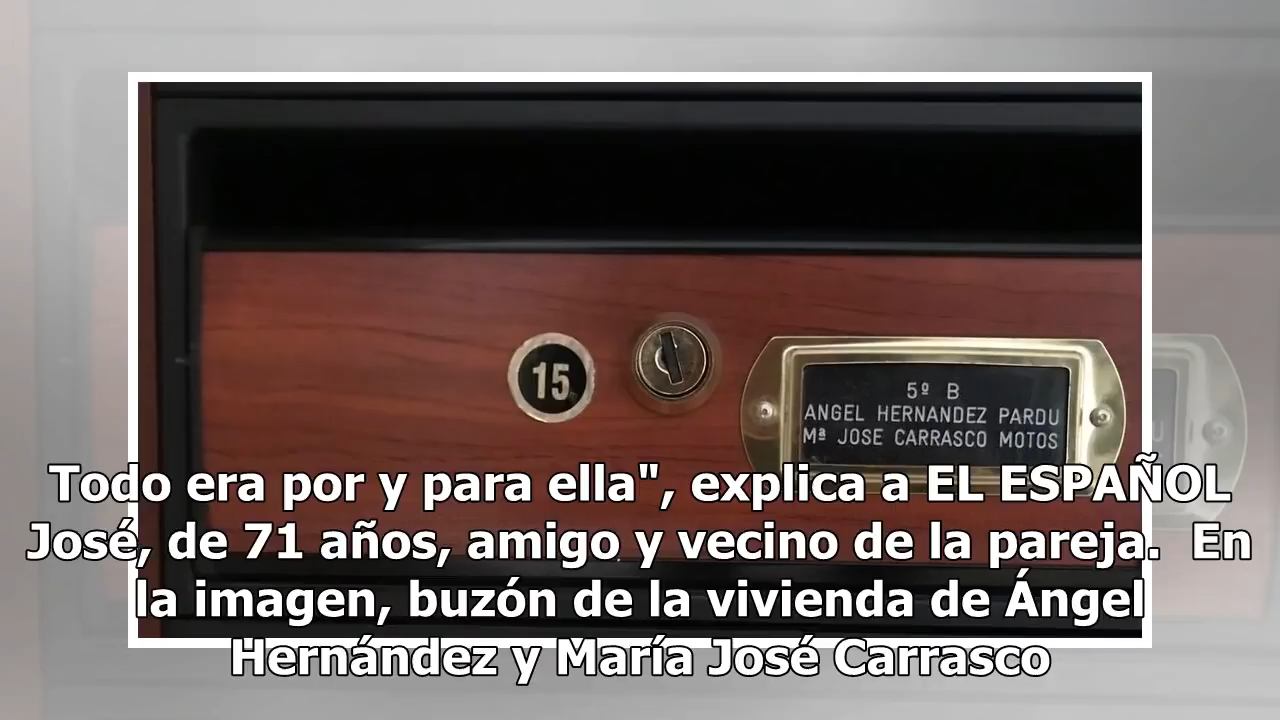 15
5º B
ANGEL HERNANDEZ PARDU
Mª JOSE CARRASCO MOTOS
Todo era por y para ella", explica a EL ESPAÑOL
José, de 71 años, amigo y vecino de la pareja. En
la imagen, buzón de la vivienda de Ángel
Hernández y María José Carrasco